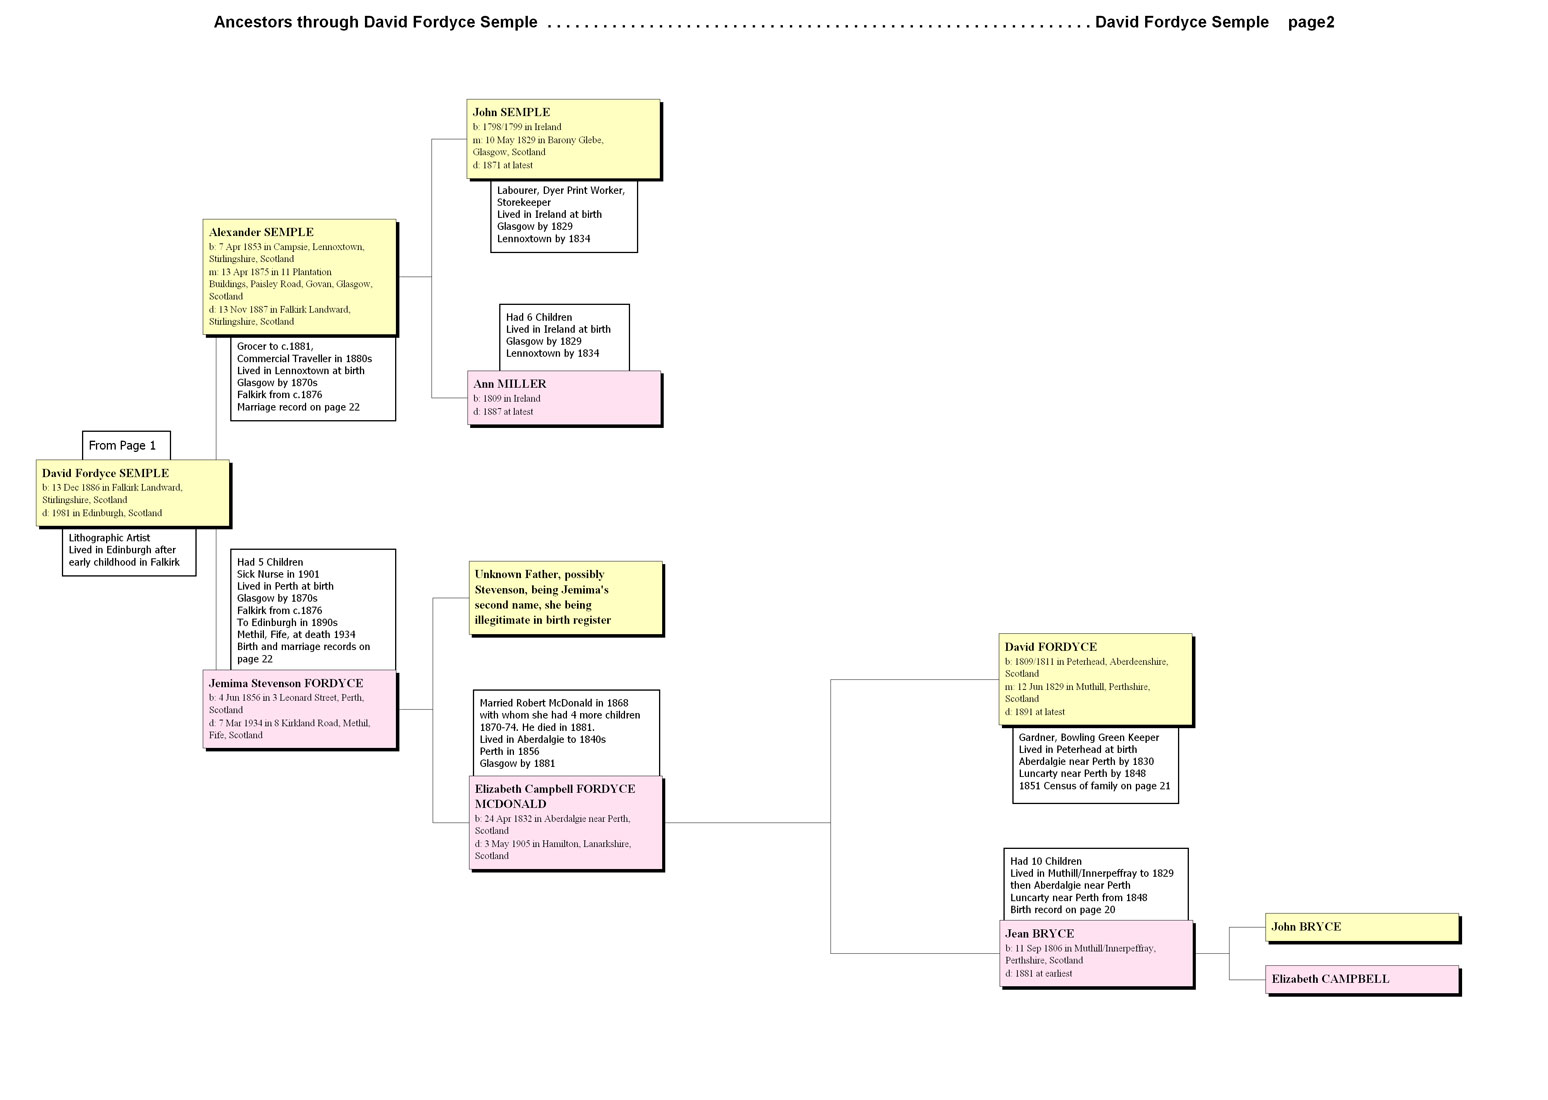 Ancestors through David Fordyce Semple . . . . . . . . . . . . . . . . . . . . . . . . . . . . . . . . . . . . . . . . . . . . . . . . . . . . . . . . . . . . David Fordyce Semple page2
John SEMPLE
b: 1798/1799 in Ireland
m: 10 May 1829 in Barony Glebe,
Glasgow, Scotland
d: 1871 at latest
Labourer, Dyer Print Worker,
Storekeeper
Lived in Ireland at birth
Glasgow by 1829
Lennoxtown by 1834
Alexander SEMPLE
b: 7 Apr 1853 in Campsie, Lennoxtown,
Stirlingshire, Scotland
m: 13 Apr 1875 in 11 Plantation
Buildings, Paisley Road, Govan, Glasgow,
Scotland
d: 13 Nov 1887 in Falkirk Landward,
Stirlingshire, Scotland
Grocer to c.1881,
Commercial Traveller in 1880s
Lived in Lennoxtown at birth
Glasgow by 1870s
Falkirk from c.1876
Marriage record on page 22
Had 6 Children
Lived in Ireland at birth
Glasgow by 1829
Lennoxtown by 1834
Ann MILLER
b: 1809 in Ireland
d: 1887 at latest
From Page 1
David Fordyce SEMPLE
b: 13 Dec 1886 in Falkirk Landward,
Stirlingshire, Scotland
d: 1981 in Edinburgh, Scotland
Lithographic Artist
Lived in Edinburgh after
early childhood in Falkirk
Had 5 Children
Sick Nurse in 1901
Lived in Perth at birth
Glasgow by 1870s
Falkirk from c.1876
To Edinburgh in 1890s
Methil, Fife, at death 1934
Birth and marriage records on
page 22
Jemima Stevenson FORDYCE
b: 4 Jun 1856 in 3 Leonard Street, Perth,
Scotland
d: 7 Mar 1934 in 8 Kirkland Road, Methil,
Fife, Scotland
Unknown Father, possibly
Stevenson, being Jemima's
second name, she being
illegitimate in birth register
Married Robert McDonald in 1868
with whom she had 4 more children
1870-74. He died in 1881.
Lived in Aberdalgie to 1840s
Perth in 1856
Glasgow by 1881
Elizabeth Campbell FORDYCE
MCDONALD
b: 24 Apr 1832 in Aberdalgie near Perth,
Scotland
d: 3 May 1905 in Hamilton, Lanarkshire,
Scotland
David FORDYCE
b: 1809/1811 in Peterhead, Aberdeenshire,
Scotland
m: 12 Jun 1829 in Muthill, Perthshire,
Scotland
d: 1891 at latest
Gardner, Bowling Green Keeper
Lived in Peterhead at birth
Aberdalgie near Perth by 1830
Luncarty near Perth by 1848
1851 Census of family on page 21
Had 10 Children
Lived in Muthill/Innerpeffray to 1829
then Aberdalgie near Perth
Luncarty near Perth from 1848
Birth record on page 20
Jean BRYCE
b: 11 Sep 1806 in Muthill/Innerpeffray,
Perthshire, Scotland
d: 1881 at earliest
John BRYCE
Elizabeth CAMPBELL